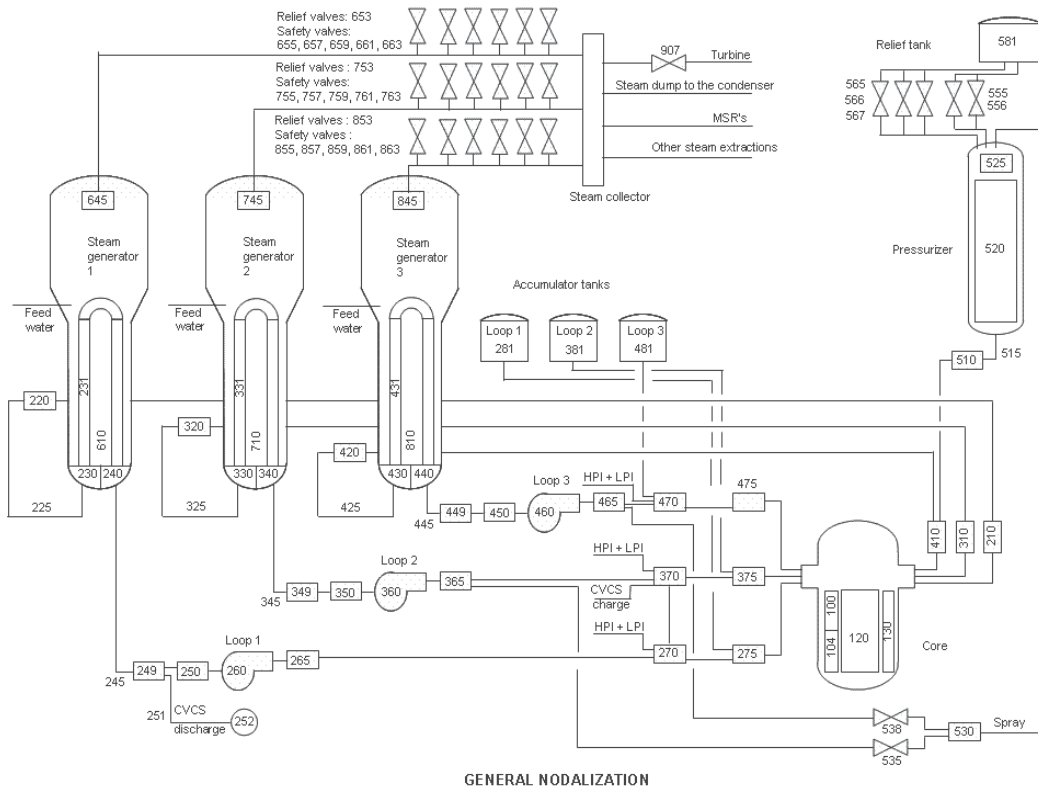 Relief valves: 653
Safety valves:
655, 657, 659, 661, 663
Relief valves : 753
Safety valves:
755, 757, 759, 761, 763
Relief valves : 853
Safety valves :
855, 857, 859, 861, 863
907
Turbine
Steam dump to the condenser
MSR's
Other steam extractions
Steam collector
Relief tank
581
565
566
567
555
556
525
520
Pressurizer
515
510
645
745
845
Steam
generator
1
Steam
generator
2
Steam
generator
3
Feed
water
Feed
water
Feed
water
Accumulator tanks
Loop 1
281
Loop 2
381
Loop 3
481
220
231
610
230
240
225
320
331
710
330
340
325
420
431
810
430
440
425
445
449
450
Loop 3
460
465
HPI + LPI
470
475
410
310
210
345
349
350
Loop 2
360
365
HPI + LPI
370
375
CVCS
charge
HPI + LPI
270
275
245
249
250
Loop 1
260
265
251
CVCS
discharge
252
100
104
120
130
Core
538
535
530
Spray
GENERAL NODALIZATION